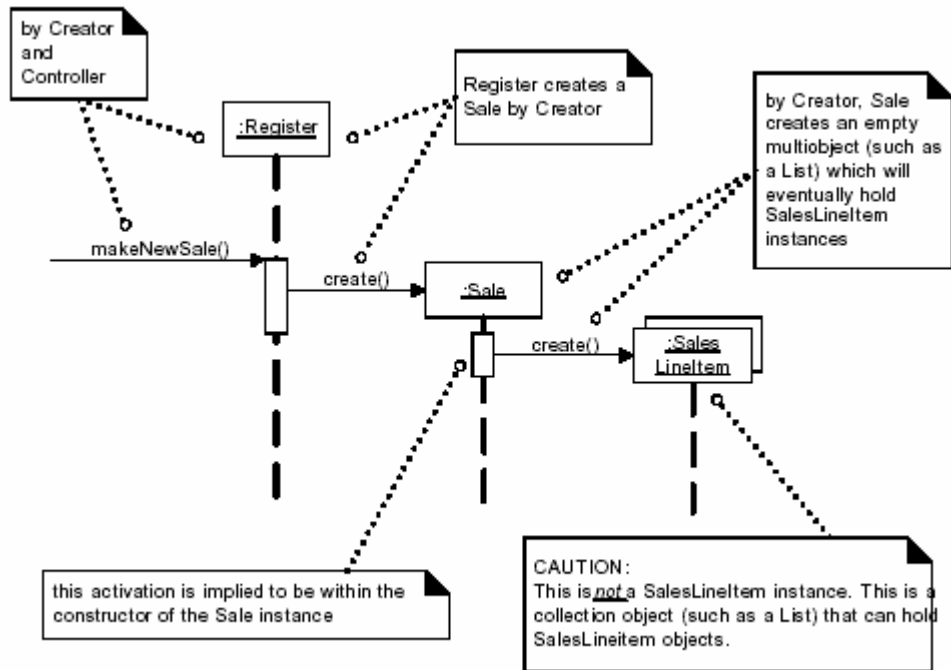 by Creator
and
Controller
:Register
Register creates a
Sale by Creator
by Creator, Sale
creates an empty
multiobject (such as
a List) which will
eventually hold
SalesLineItem
instances
makeNewSale()
create()
:Sale
create()
:Sales
LineItem
this activation is implied to be within the
constructor of the Sale instance
CAUTION:
This is not a SalesLineItem instance. This is a
collection object (such as a List) that can hold
SalesLineitem objects.